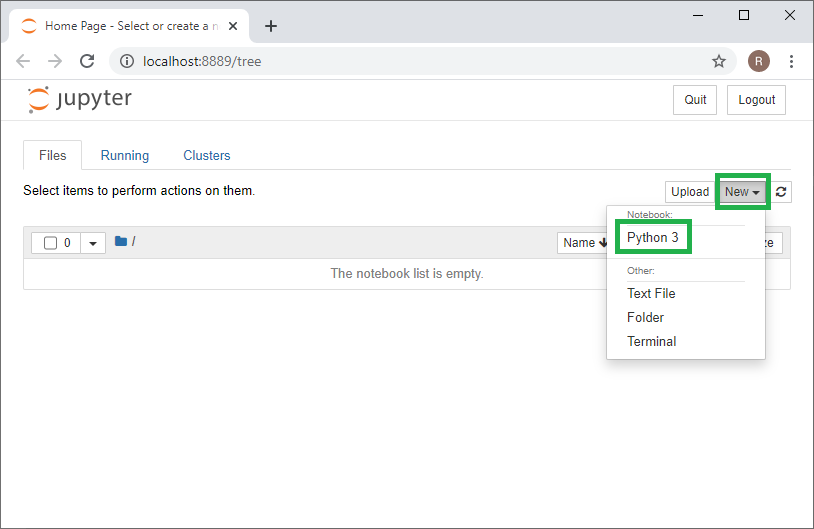 Home Page - Select or create a n
localhost:8889/tree
R
jupyter
Quit
Logout
Files
Running
Clusters
Select items to perform actions on them.
Upload
New
0
/
Name
The notebook list is empty.
Notebook:
Python 3
Other:
Text File
Folder
Terminal